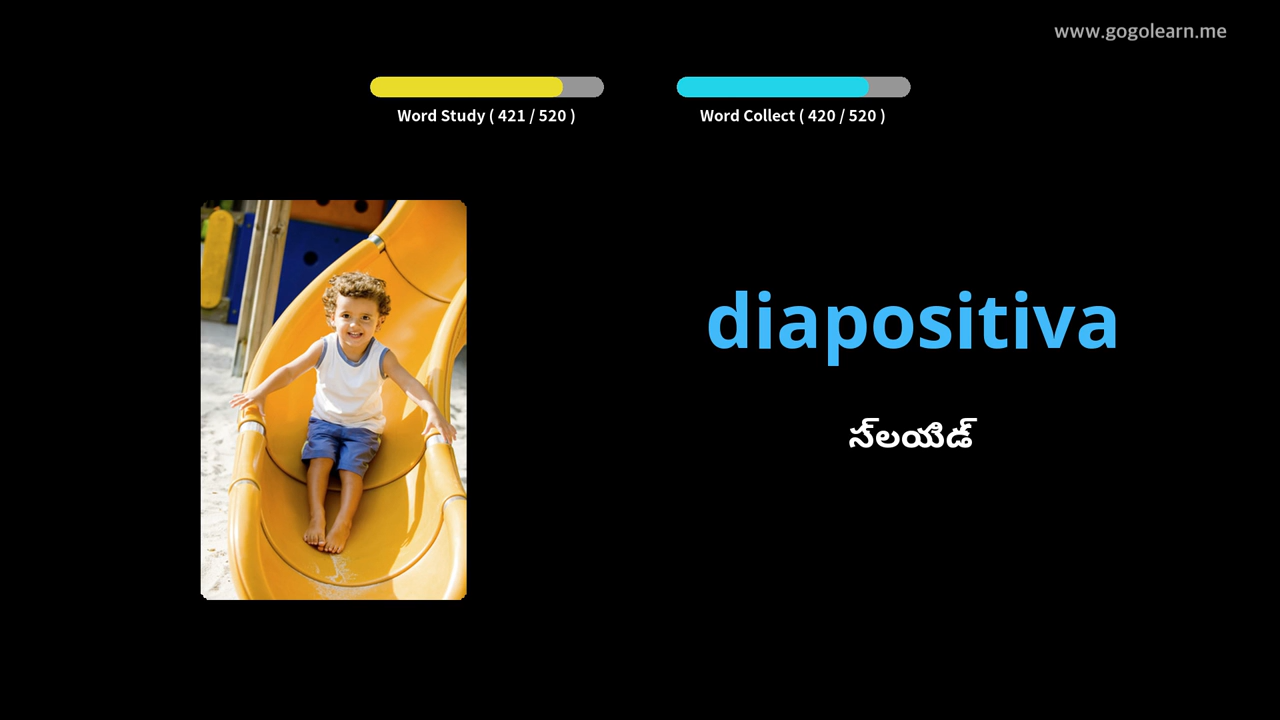 www.gogolearn.me
Word Study ( 421 / 520 )
Word Collect ( 420 / 520 )
diapositiva
స్‌లయిడ్